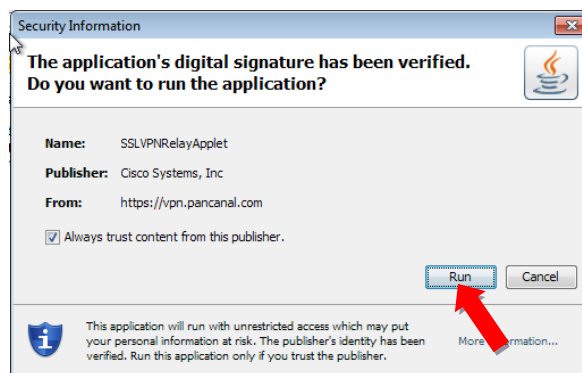 Security Information
The application's digital signature has been verified.
Do you want to run the application?
Name: SSLVPNRelayApplet
Publisher: Cisco Systems, Inc
From: https://vpn.pancanal.com
Always trust content from this publisher.
Run Cancel
This application will run with unrestricted access which may put
your personal information at risk. The publisher's identity has been
verified. Run this application only if you trust the publisher.
More Information...